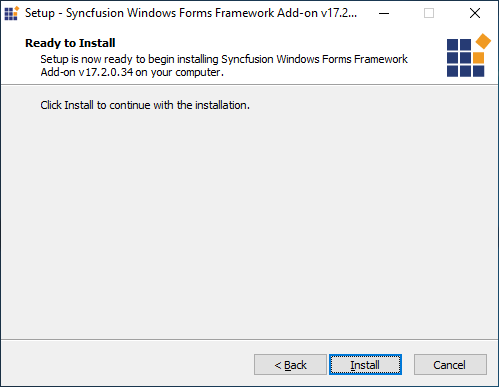 Setup - Syncfusion Windows Forms Framework Add-on v17.2...
Ready to Install
Setup is now ready to begin installing Syncfusion Windows Forms Framework
Add-on v17.2.0.34 on your computer.
Click Install to continue with the installation.
< Back
Install
Cancel